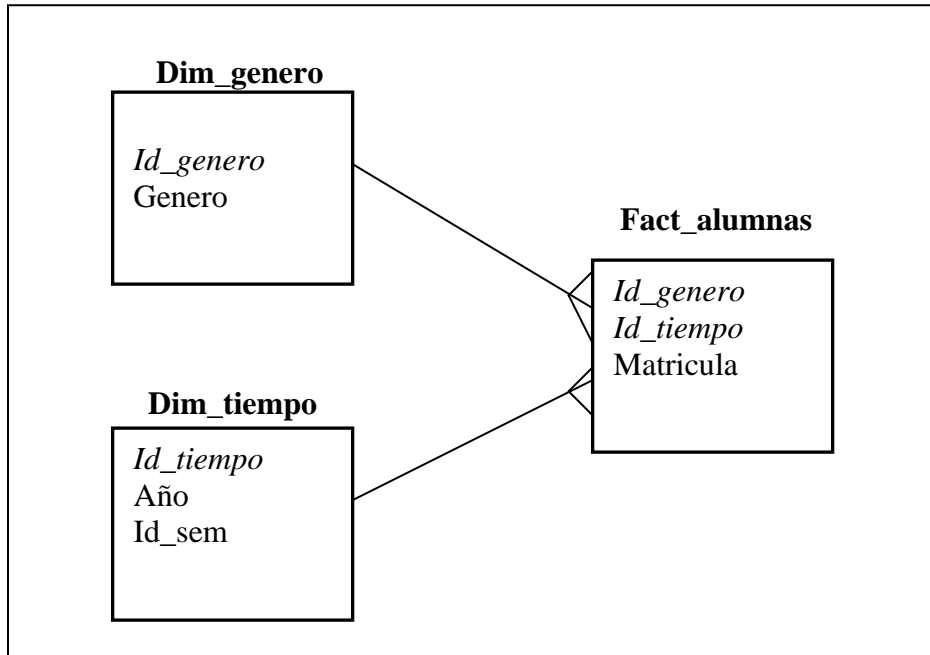 Dim_genero
Id_genero
Genero
Fact_alumnas
Id_genero
Id_tiempo
Matricula
Dim_tiempo
Id_tiempo
Año
Id_sem